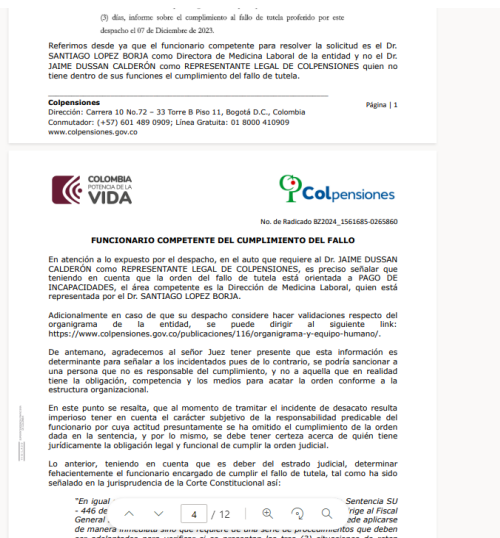 (3) días, informe sobre el cumplimiento al fallo de tutela proferido por este
despacho el 07 de Diciembre de 2023.
Referimos desde ya que el funcionario competente para resolver la solicitud es el Dr.
SANTIAGO LOPEZ BORJA como Directora de Medicina Laboral de la entidad y no el Dr.
JAIME DUSSAN CALDERÓN como REPRESENTANTE LEGAL DE COLPENSIONES quien no
tiene dentro de sus funciones el cumplimiento del fallo de tutela.
Colpensiones
Dirección: Carrera 10 No.72 – 33 Torre B Piso 11, Bogotá D.C., Colombia
Conmutador: (+57) 601 489 0909; Línea Gratuita: 01 8000 410909
www.colpensiones.gov.co
Página | 1
COLOMBIA
POTENCIA DE LA
VIDA
Colpensiones
No. de Radicado BZ2024_1561685-0265860
FUNCIONARIO COMPETENTE DEL CUMPLIMIENTO DEL FALLO
En atención a lo expuesto por el despacho, en el auto que requiere al Dr. JAIME DUSSAN
CALDERÓN como REPRESENTANTE LEGAL DE COLPENSIONES, es preciso señalar que
teniendo en cuenta que la orden del fallo de tutela está orientada a PAGO DE
INCAPACIDADES, el área competente es la Dirección de Medicina Laboral, quien está
representada por el Dr. SANTIAGO LOPEZ BORJA.
Adicionalmente en caso de que su despacho considere hacer validaciones respecto del
organigrama de la entidad, se puede dirigir al siguiente link:
https://www.colpensiones.gov.co/publicaciones/116/organigrama-y-equipo-humano/.
De antemano, agradecemos al señor Juez tener presente que esta información es
determinante para señalar a los incidentados pues de lo contrario, se podría sancionar a
una persona que no es responsable del cumplimiento, y no a aquella que en realidad
tiene la obligación, competencia y los medios para acatar la orden conforme a la
estructura organizacional.
En este punto se resalta, que al momento de tramitar el incidente de desacato resulta
imperioso tener en cuenta el carácter subjetivo de la responsabilidad predicable del
funcionario por cuya actitud presuntamente se ha omitido el cumplimiento de la orden
dada en la sentencia, y por lo mismo, se debe tener certeza acerca de quién tiene
jurídicamente la obligación legal y funcional de cumplir la orden judicial.
Lo anterior, teniendo en cuenta que es deber del estrado judicial, determinar
fehacientemente el funcionario encargado de cumplir el fallo de tutela, tal como ha sido
señalado en la jurisprudencia de la Corte Constitucional así:
"En igual Sentencia SU
- 446 de rige al Fiscal
General aplicarse
4 / 12
de manera inmediata sino que requiere de una serie de procedimientos que deben